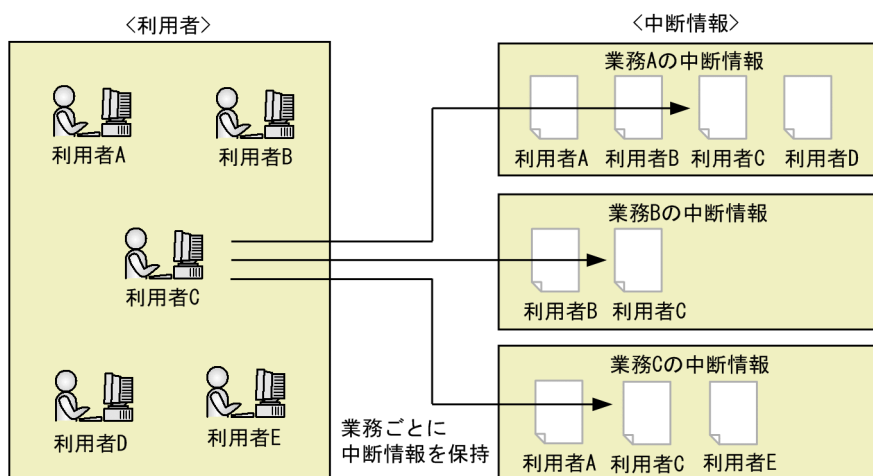 〈利用者〉
利用者A
利用者B
利用者C
利用者D
利用者E
業務ごとに
中断情報を保持
〈中断情報〉
業務Aの中断情報
利用者A 利用者B 利用者C 利用者D
業務Bの中断情報
利用者B 利用者C
業務Cの中断情報
利用者A 利用者C 利用者E